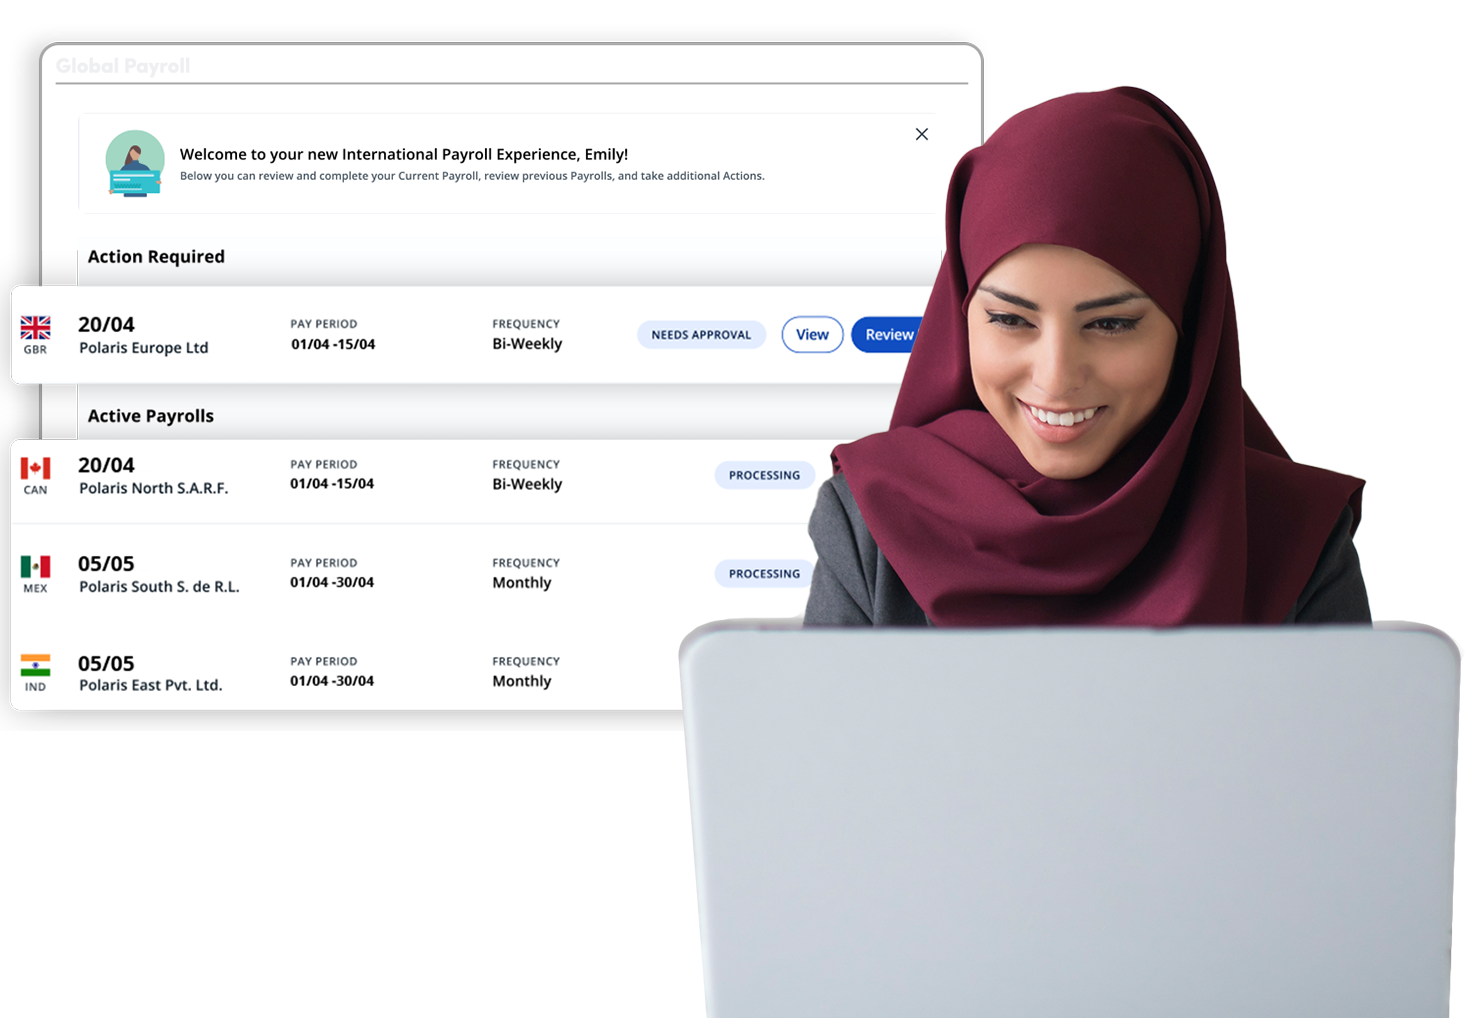 Global Payroll
Welcome to your new International Payroll Experience, Emily!
Below you can review and complete your Current Payroll, review previous Payrolls, and take additional Actions.
Action Required
20/04
PAY PERIOD
FREQUENCY
NEEDS APPROVAL
View
Review
GBR
Polaris Europe Ltd
01/04 -15/04
Bi-Weekly
Active Payrolls
20/04
PAY PERIOD
FREQUENCY
PROCESSING
CAN
Polaris North S.A.R.F.
01/04 -15/04
Bi-Weekly
05/05
PAY PERIOD
FREQUENCY
PROCESSING
MEX
Polaris South S. de R.L.
01/04 -30/04
Monthly
05/05
PAY PERIOD
FREQUENCY
IND
Polaris East Pvt. Ltd.
01/04 -30/04
Monthly